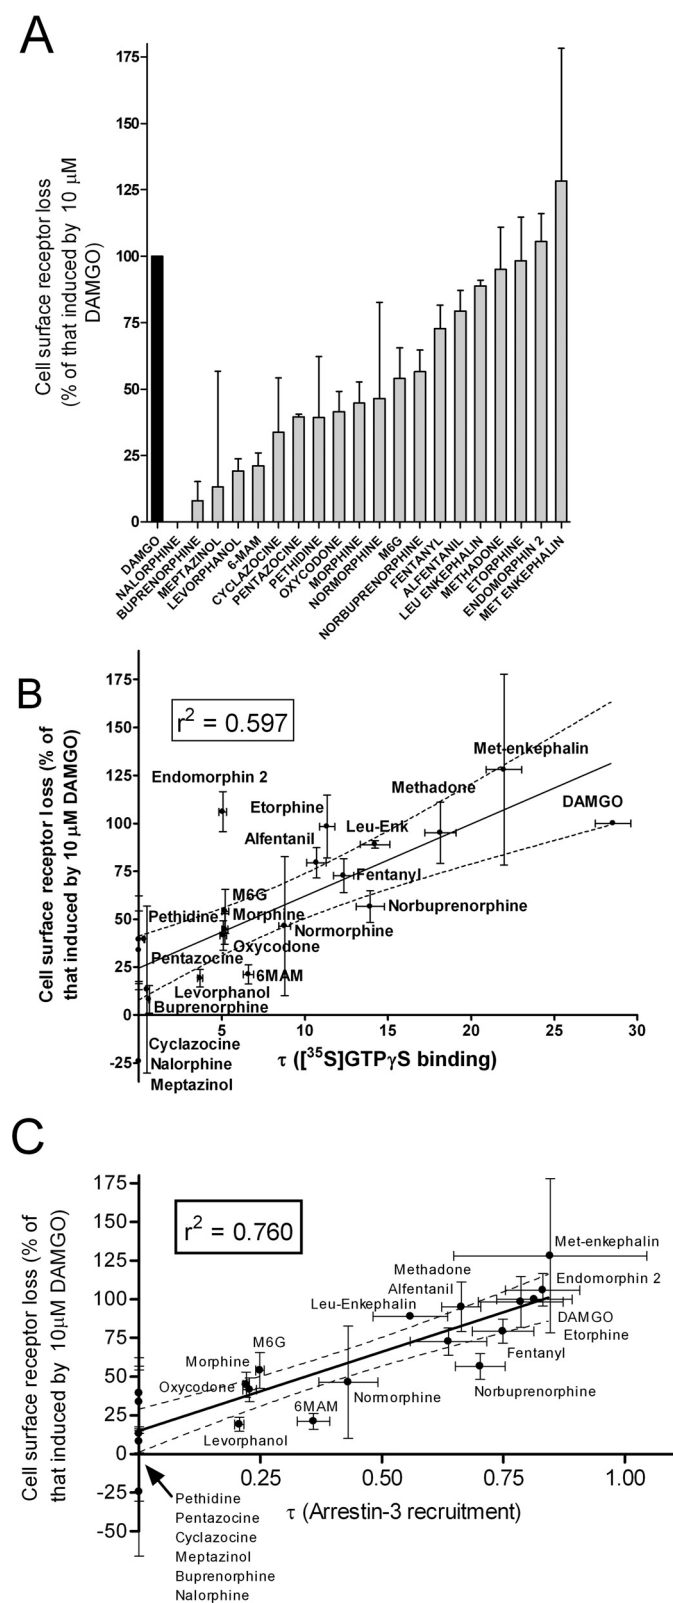 A
175
150
125
100
75
50
25
0
Cell surface receptor loss
(% of that induced by 10 μM
DAMGO)
DAMGO
NALORPHINE
BUPRENORPHINE
MEPTAZINOL
LEVORPHANOL
6-MAM
CYCLAZOCINE
PENTAZOCINE
PETHIDINE
OXYCODONE
MORPHINE
NORMORPHINE
M6G
NORBUPRENORPHINE
FENTANYL
ALFENTANIL
LEU ENKEPHALIN
METHADONE
ETORPHINE
ENDOMORPHIN 2
MET ENKEPHALIN
B
175
150
125
100
75
50
25
0
-25
Cell surface receptor loss (% of
that induced by 10 μM DAMGO)
r² = 0.597
Met-enkephalin
Endomorphin 2
Methadone
DAMGO
Etorphine
Leu-Enk
Alfentanil
Fentanyl
M6G
Norbuprenorphine
Pethidine
Morphine
Normorphine
Oxycodone
Pentazocine
6MAM
Levorphanol
Buprenorphine
5
10
15
20
25
30
Cyclazocine
Nalorphine
Meptazinol
τ ([³⁵S]GTPγS binding)
C
175
150
125
100
75
50
25
0
-25
-50
Cell surface receptor loss (% of
that induced by 10μM DAMGO)
r² = 0.760
Met-enkephalin
Methadone
Endomorphin 2
Alfentanil
Leu-Enkephalin
DAMGO
Etorphine
M6G
Fentanyl
Morphine
Oxycodone
Normorphine
Norbuprenorphine
6MAM
Levorphanol
0.25
0.50
0.75
1.00
τ (Arrestin-3 recruitment)
Pethidine
Pentazocine
Cyclazocine
Meptazinol
Buprenorphine
Nalorphine